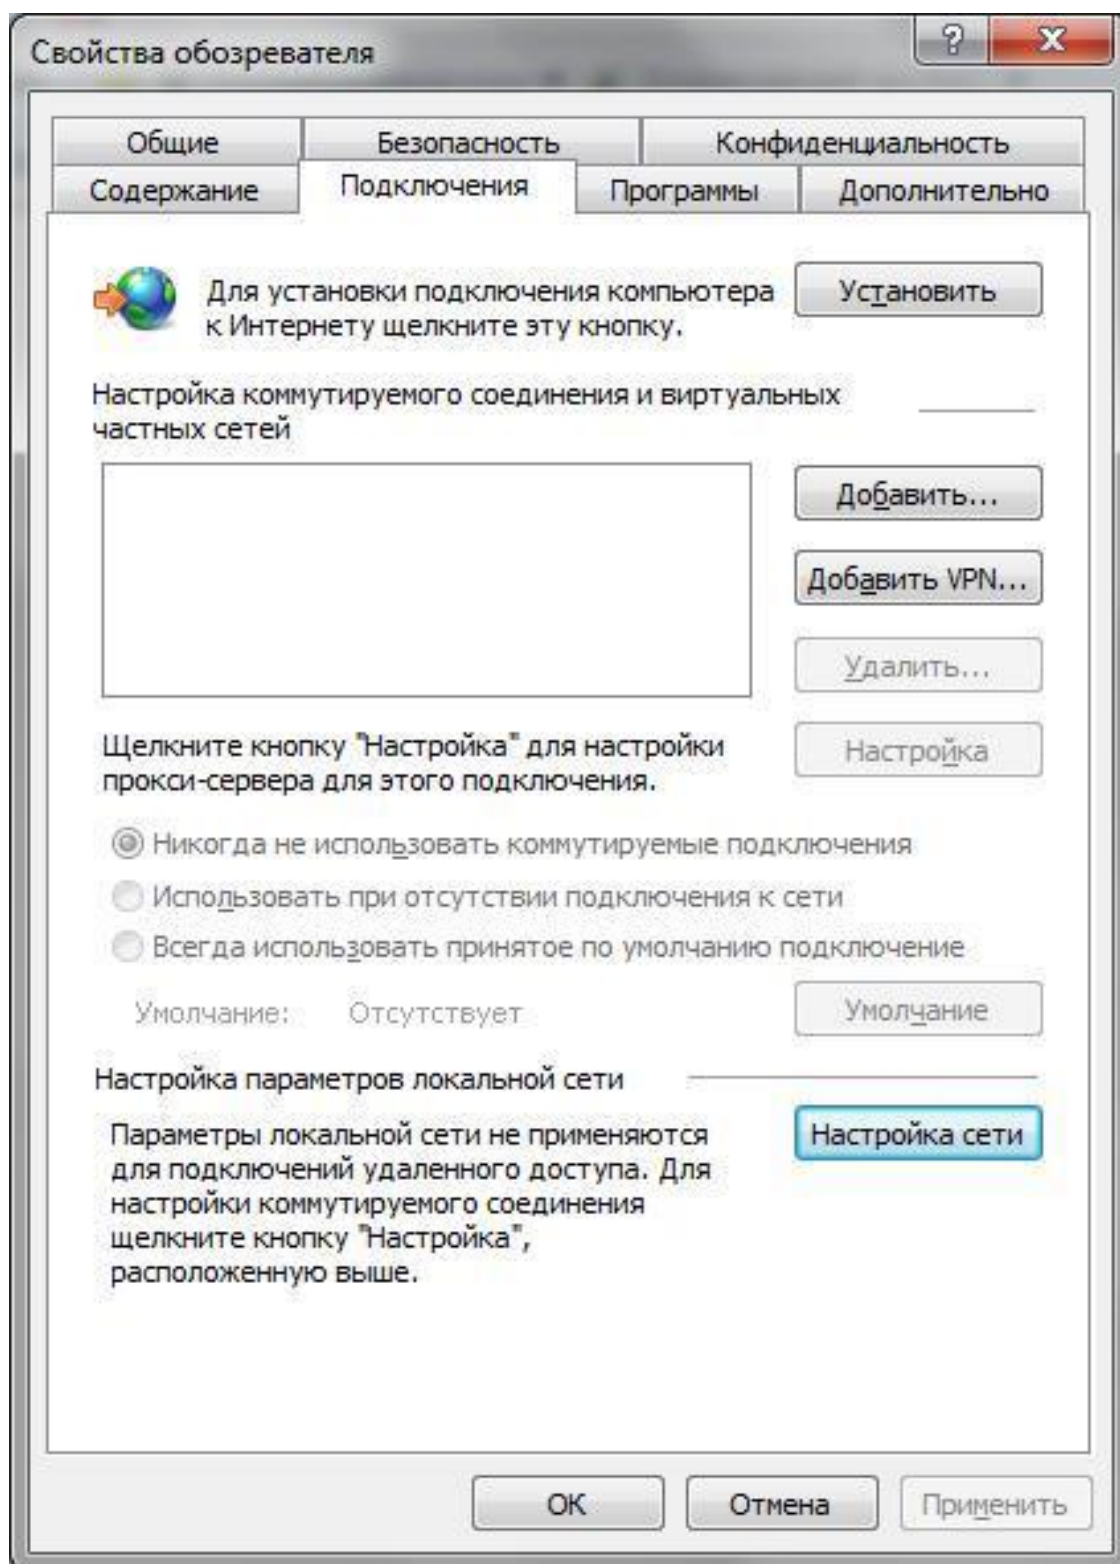 Свойства обозревателя
Общие
Безопасность
Конфиденциальность
Содержание
Подключения
Программы
Дополнительно
Для установки подключения компьютера
к Интернету щелкните эту кнопку.
Установить
Настройка коммутируемого соединения и виртуальных
частных сетей
Добавить...
Добавить VPN...
Удалить...
Щелкните кнопку "Настройка" для настройки
прокси-сервера для этого подключения.
Настройка
Никогда не использовать коммутируемые подключения
Использовать при отсутствии подключения к сети
Всегда использовать принятое по умолчанию подключение
Умолчание: Отсутствует
Умолчание
Настройка параметров локальной сети
Параметры локальной сети не применяются
для подключений удаленного доступа. Для
настройки коммутируемого соединения
щелкните кнопку "Настройка",
расположенную выше.
Настройка сети
ОК
Отмена
Применить